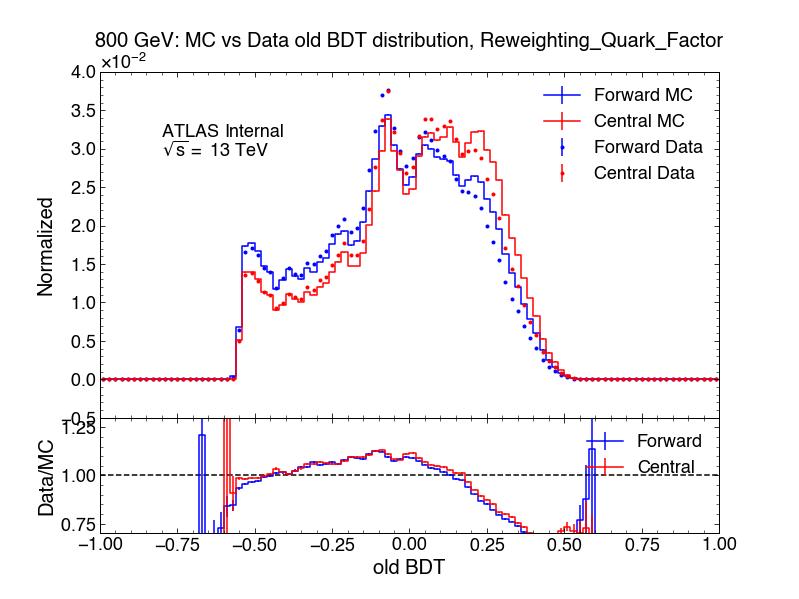 800 GeV: MC vs Data old BDT distribution, Reweighting_Quark_Factor
×10⁻²
4.0
3.5
3.0
2.5
2.0
1.5
1.0
0.5
0.0
−0.5
Normalized
ATLAS Internal
√s = 13 TeV
Forward MC
Central MC
Forward Data
Central Data
1.25
1.00
0.75
Data/MC
Forward
Central
−1.00 −0.75 −0.50 −0.25 0.00 0.25 0.50 0.75 1.00
old BDT